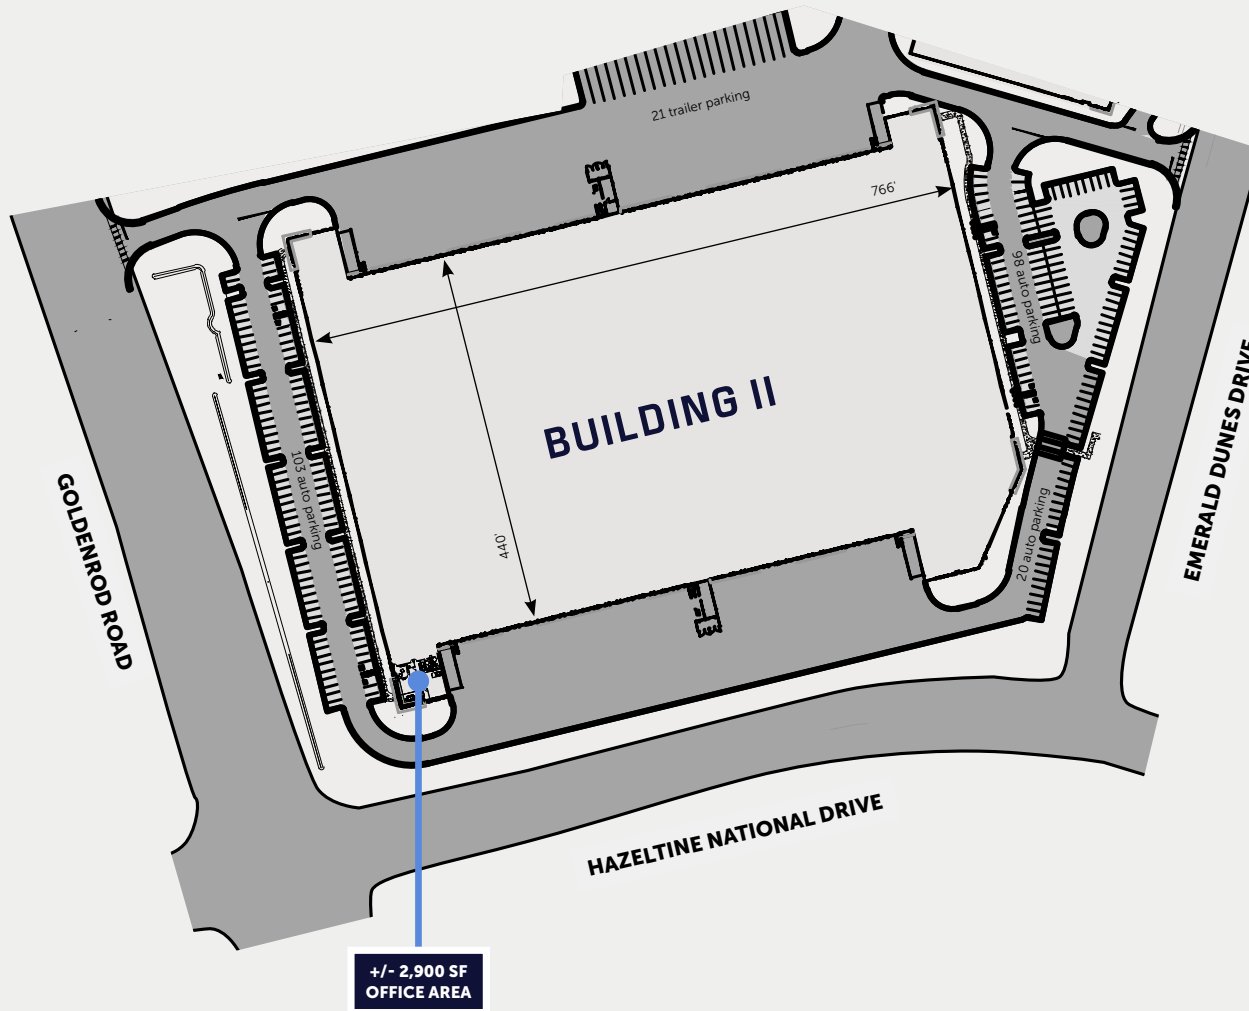 21 trailer parking
766'
98 auto parking
BUILDING II
EMERALD DUNES DRIVE
GOLDENROD ROAD
103 auto parking
440'
20 auto parking
HAZELTINE NATIONAL DRIVE
+/- 2,900 SF
OFFICE AREA